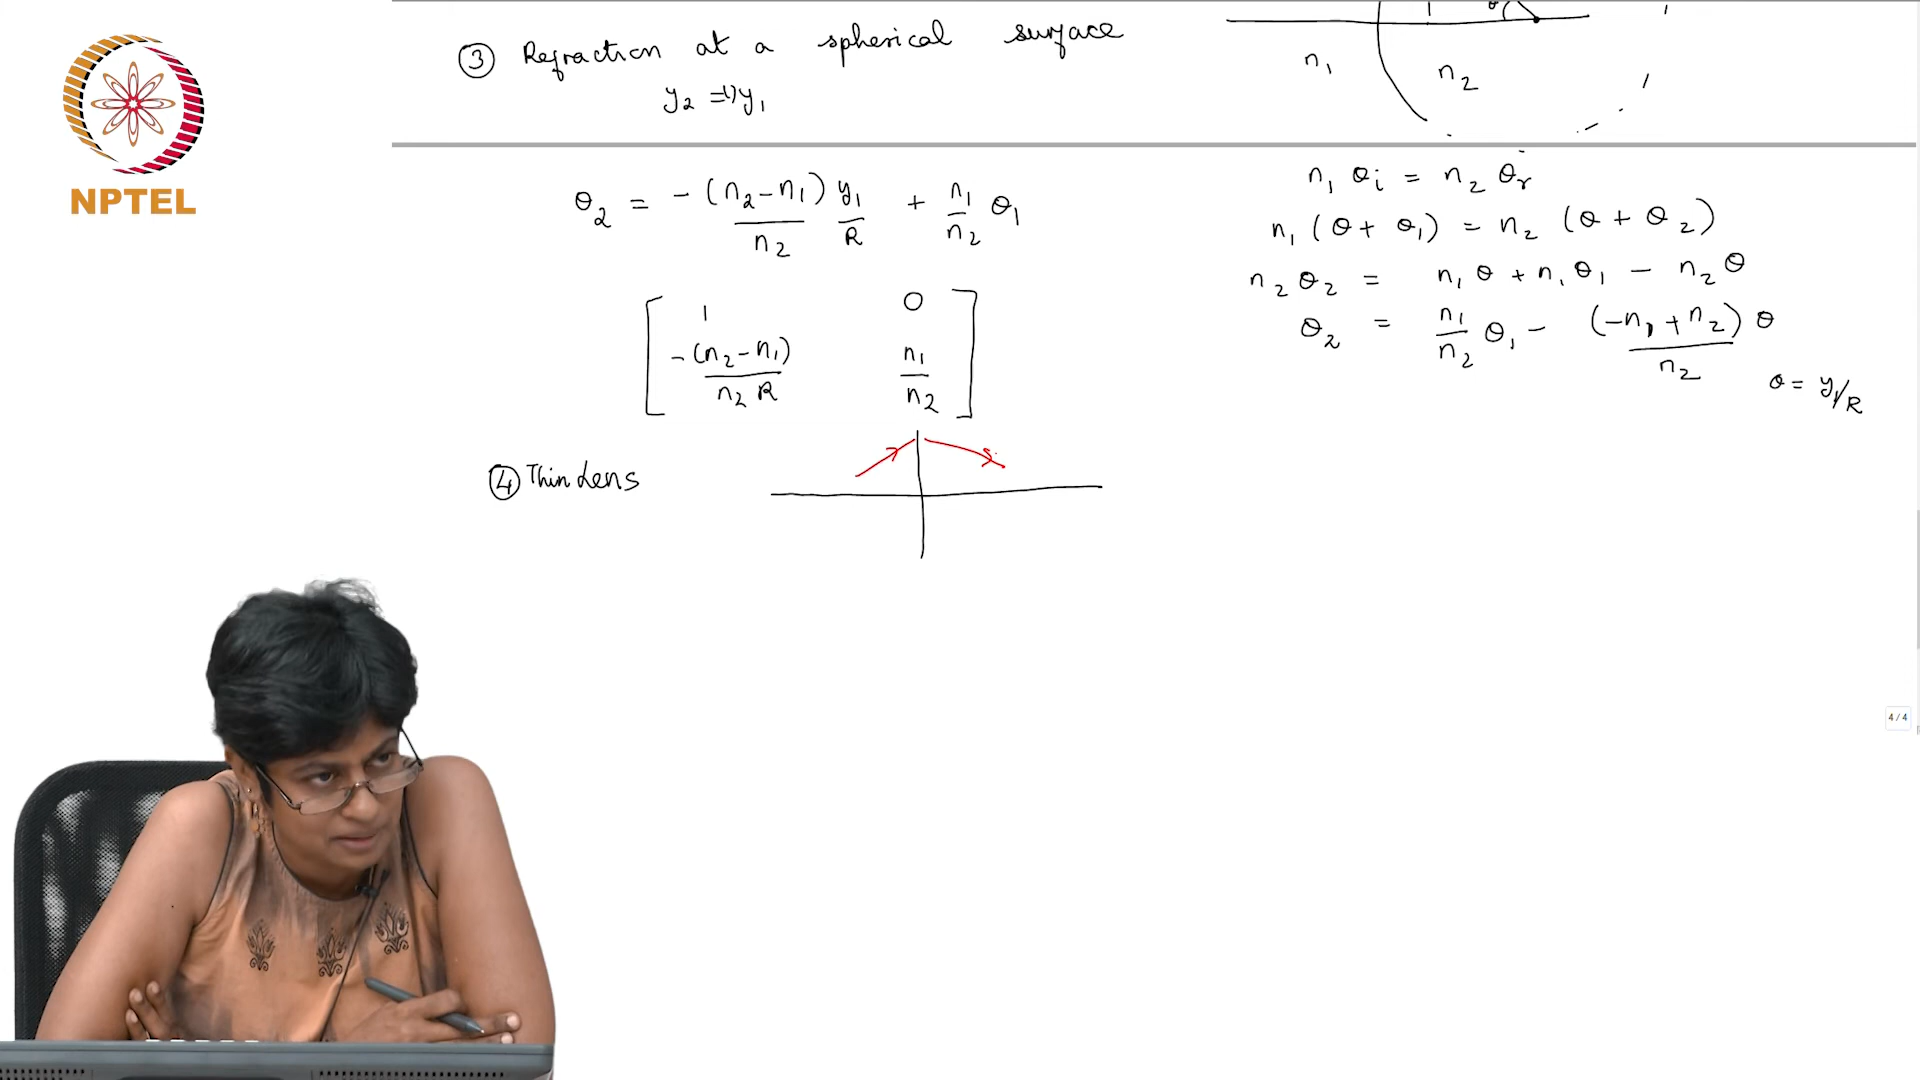 NPTEL
③ Refraction at a spherical surface
y₂ = (1) y₁
n₁
n₂
θ
θ₂ = -(n₂-n₁)/n₂ y₁/R + n₁/n₂ θ₁
[ 1 0
-(n₂-n₁)/n₂ R n₁/n₂ ]
④ Thin Lens
n₁ θi = n₂ θr
n₁ (θ + θ₁) = n₂ (θ + θ₂)
n₂ θ₂ = n₁ θ + n₁ θ₁ - n₂ θ
θ₂ = n₁/n₂ θ₁ - (-n₁ + n₂)/n₂ θ
θ = y₁/R
4 / 4